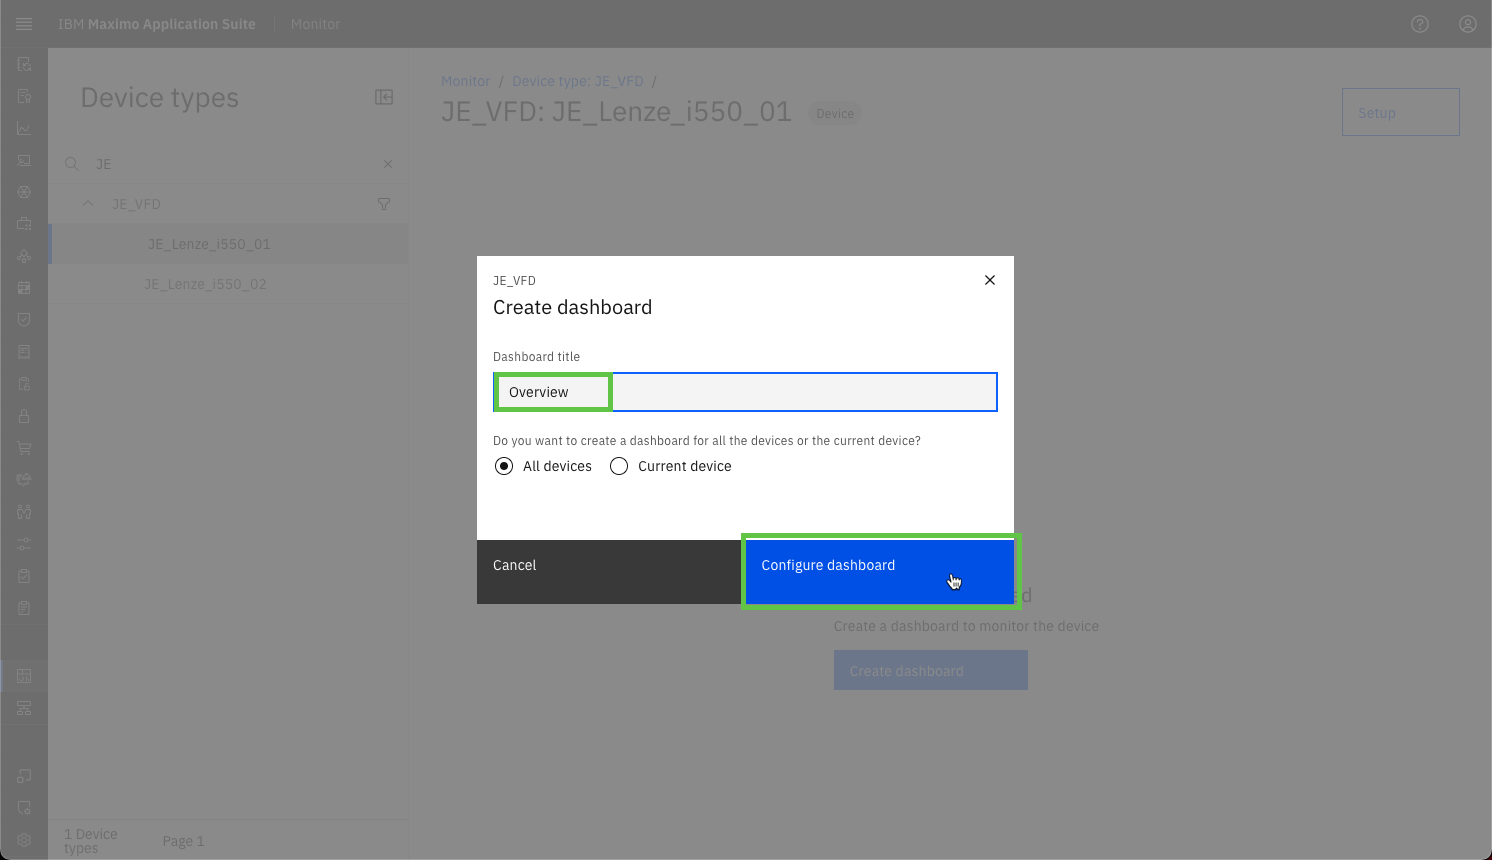 IBM Maximo Application Suite Monitor
Device types
JE
JE_VFD
JE_Lenze_i550_01
JE_Lenze_i550_02
1 Device types
Page 1
Monitor / Device type: JE_VFD /
JE_VFD: JE_Lenze_i550_01 Device
Setup
JE_VFD
Create dashboard
Dashboard title
Overview
Do you want to create a dashboard for all the devices or the current device?
All devices Current device
Cancel Configure dashboard
Create a dashboard to monitor the device
Create dashboard